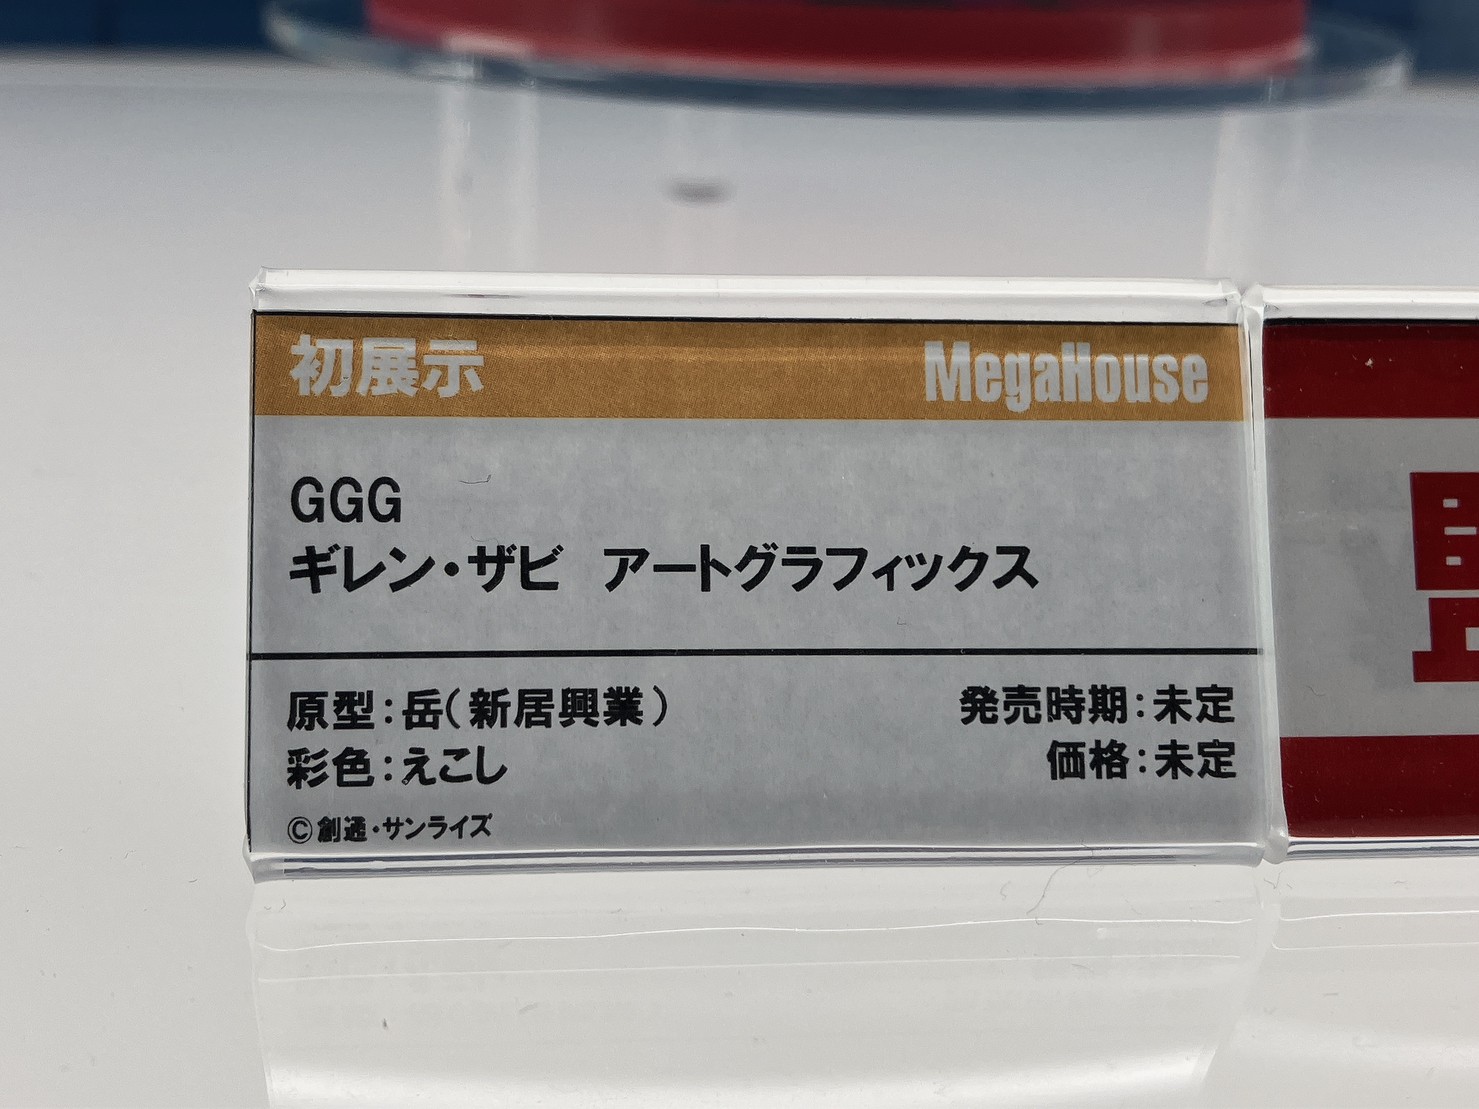 初展示 MegaHouse
GGG
ギレン・ザビ アートグラフィックス
原型:岳(新居興業) 発売時期:未定
彩色:えこし 価格:未定
©創通・サンライズ